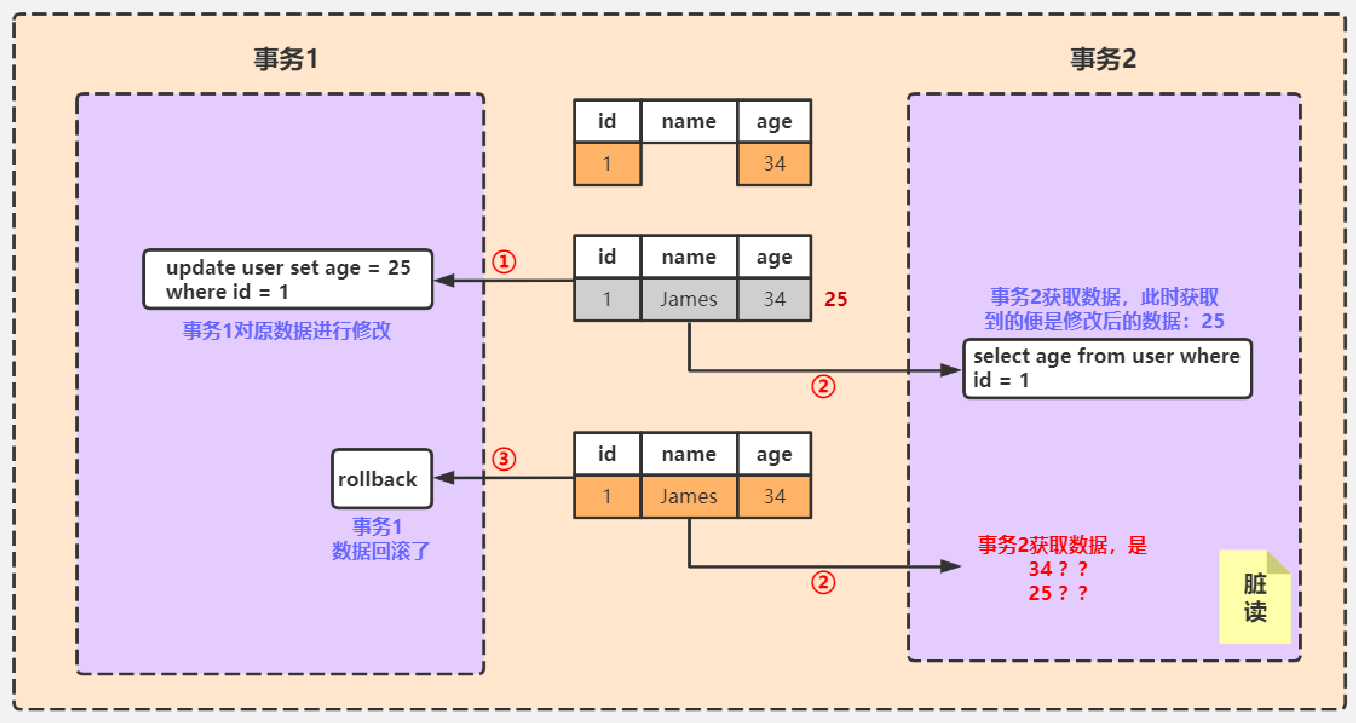 事务1
事务2
id name age
1 34
id name age
1 James 34 25
①
update user set age = 25
where id = 1
事务1对原数据进行修改
事务2获取数据，此时获取
到的便是修改后的数据：25
select age from user where
id = 1
②
id name age
1 James 34
③
rollback
事务1
数据回滚了
②
事务2获取数据，是
34？？
25？？
脏
读